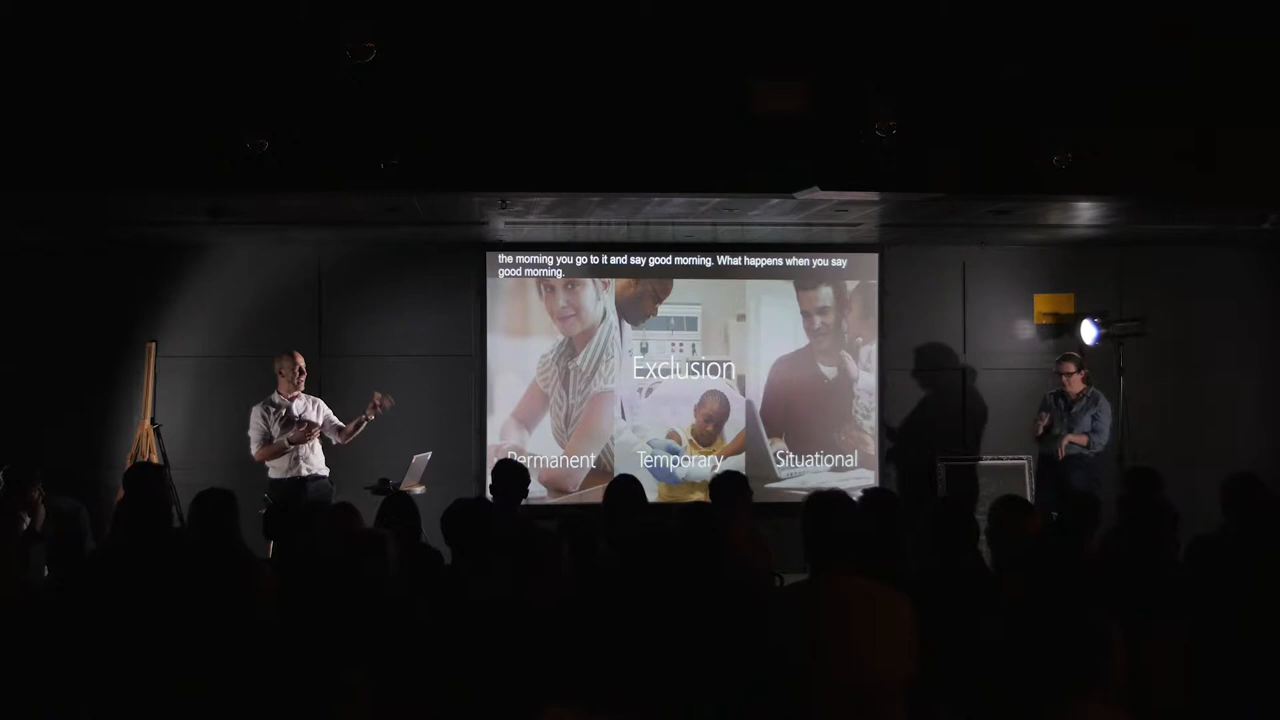 the morning you go to it and say good morning. What happens when you say
good morning.
Exclusion
Permanent
Temporary
Situational